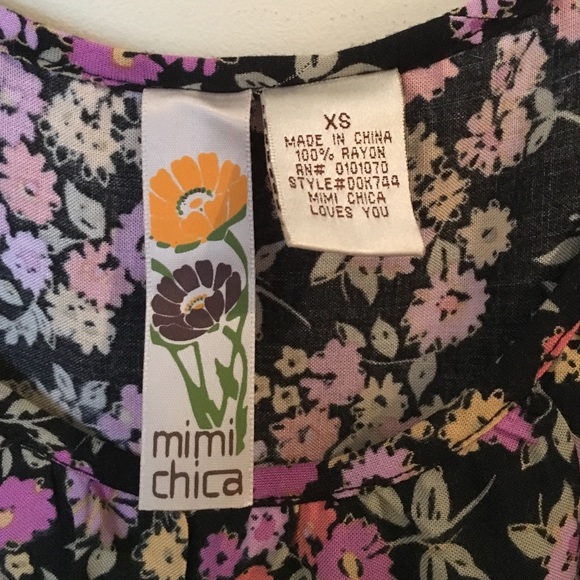 mimi
chica
XS
MADE IN CHINA
100% RAYON
RN# 0101070
STYLE#00K744
MIMI CHICA
LOVES YOU